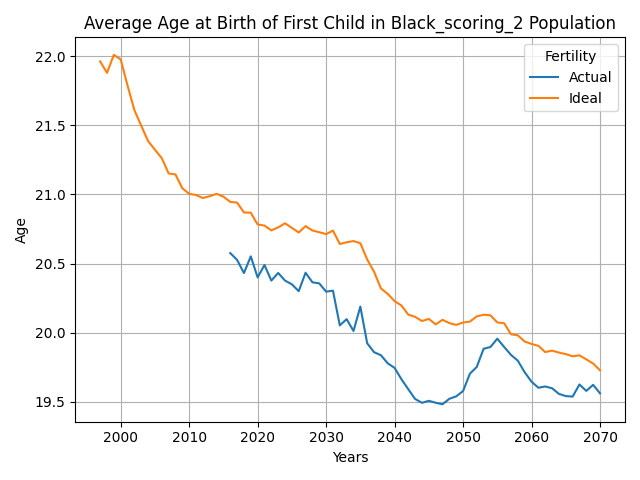 Average Age at Birth of First Child in Black_scoring_2 Population
Fertility
Actual
Ideal
Age
22.0
21.5
21.0
20.5
20.0
19.5
2000 2010 2020 2030 2040 2050 2060 2070
Years